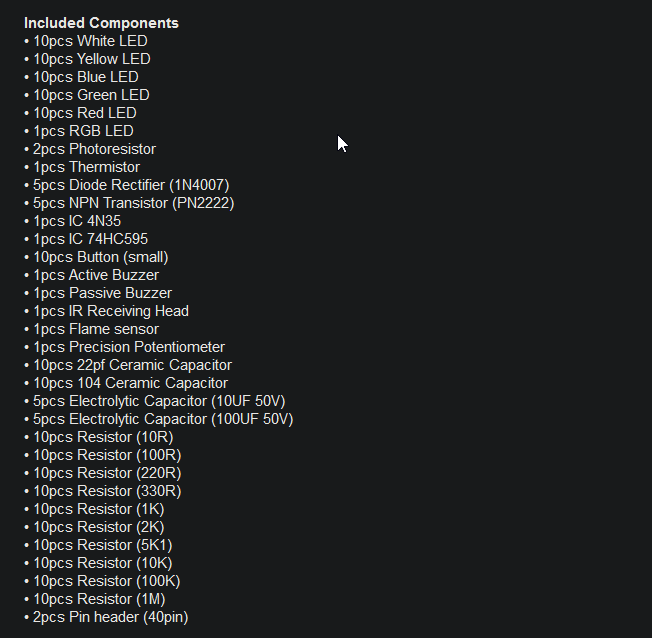 Included Components
• 10pcs White LED
• 10pcs Yellow LED
• 10pcs Blue LED
• 10pcs Green LED
• 10pcs Red LED
• 1pcs RGB LED
• 2pcs Photoresistor
• 1pcs Thermistor
• 5pcs Diode Rectifier (1N4007)
• 5pcs NPN Transistor (PN2222)
• 1pcs IC 4N35
• 1pcs IC 74HC595
• 10pcs Button (small)
• 1pcs Active Buzzer
• 1pcs Passive Buzzer
• 1pcs IR Receiving Head
• 1pcs Flame sensor
• 1pcs Precision Potentiometer
• 10pcs 22pf Ceramic Capacitor
• 10pcs 104 Ceramic Capacitor
• 5pcs Electrolytic Capacitor (10UF 50V)
• 5pcs Electrolytic Capacitor (100UF 50V)
• 10pcs Resistor (10R)
• 10pcs Resistor (100R)
• 10pcs Resistor (220R)
• 10pcs Resistor (330R)
• 10pcs Resistor (1K)
• 10pcs Resistor (2K)
• 10pcs Resistor (5K1)
• 10pcs Resistor (10K)
• 10pcs Resistor (100K)
• 10pcs Resistor (1M)
• 2pcs Pin header (40pin)